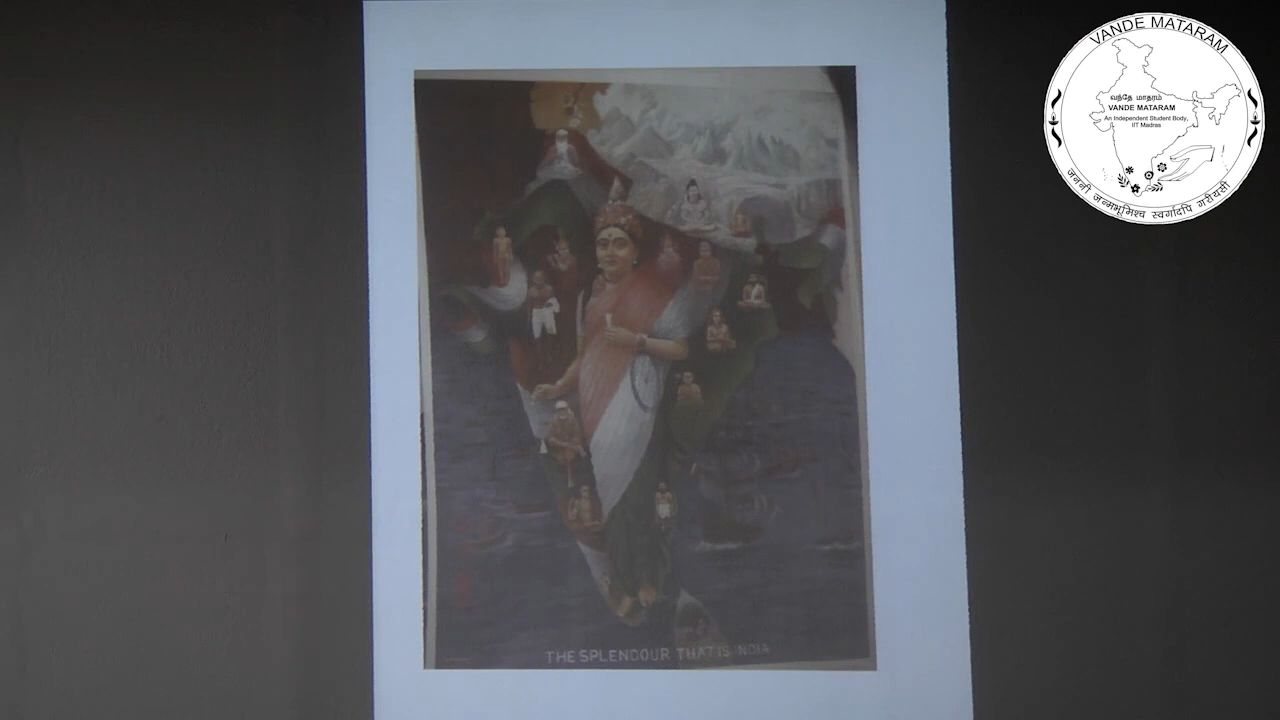 VANDE MATARAM
வந்தே மாதரம்
VANDE MATARAM
An Independent Student Body,
IIT Madras
जननी जन्मभूमिश्च स्वर्गादपि गरीयसी
THE SPLENDOUR THAT IS INDIA